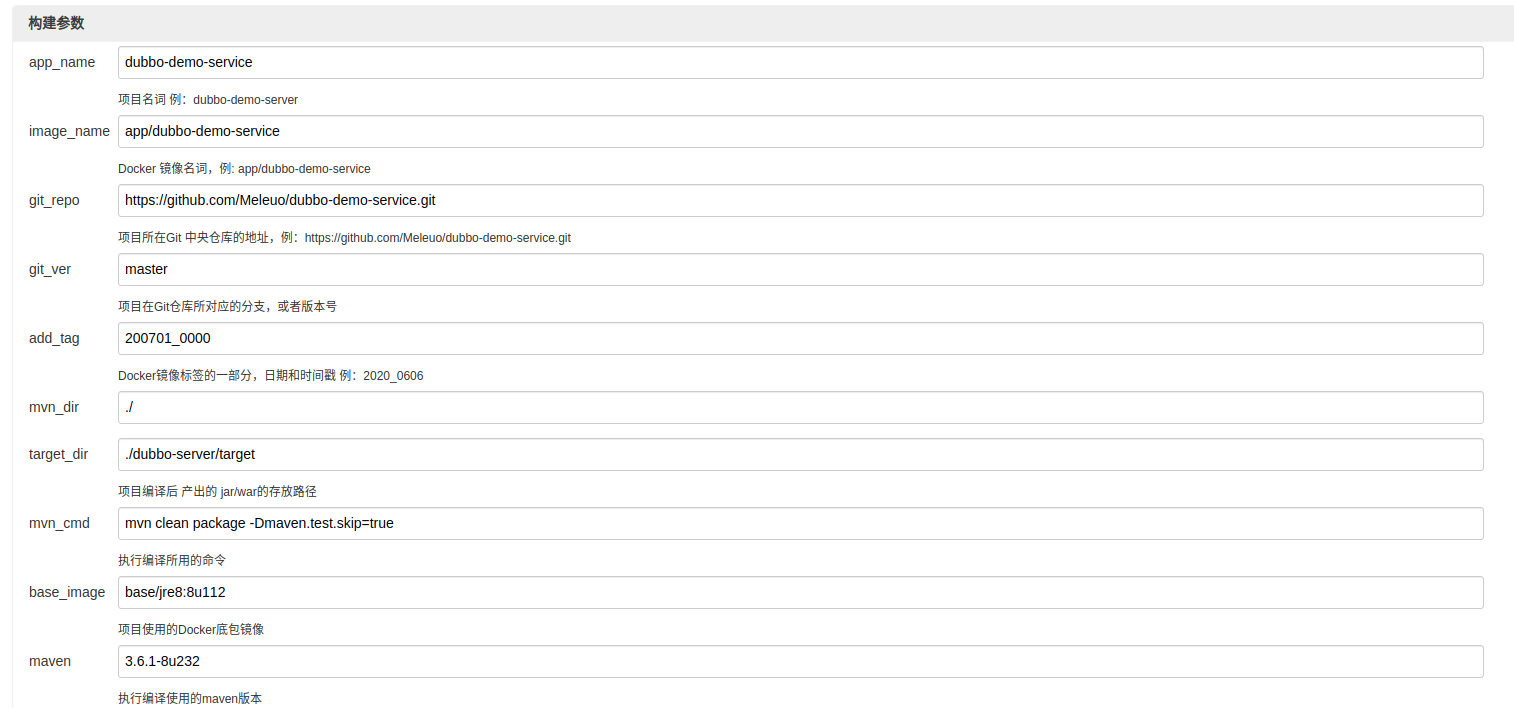 构建参数
app_name dubbo-demo-service
项目名词 例：dubbo-demo-server
image_name app/dubbo-demo-service
Docker 镜像名词，例: app/dubbo-demo-service
git_repo https://github.com/Meleuo/dubbo-demo-service.git
项目所在Git 中央仓库的地址，例：https://github.com/Meleuo/dubbo-demo-service.git
git_ver master
项目在Git仓库所对应的分支，或者版本号
add_tag 200701_0000
Docker镜像标签的一部分，日期和时间戳 例：2020_0606
mvn_dir ./
target_dir ./dubbo-server/target
项目编译后 产出的 jar/war的存放路径
mvn_cmd mvn clean package -Dmaven.test.skip=true
执行编译所用的命令
base_image base/jre8:8u112
项目使用的Docker底包镜像
maven 3.6.1-8u232
执行编译使用的maven版本